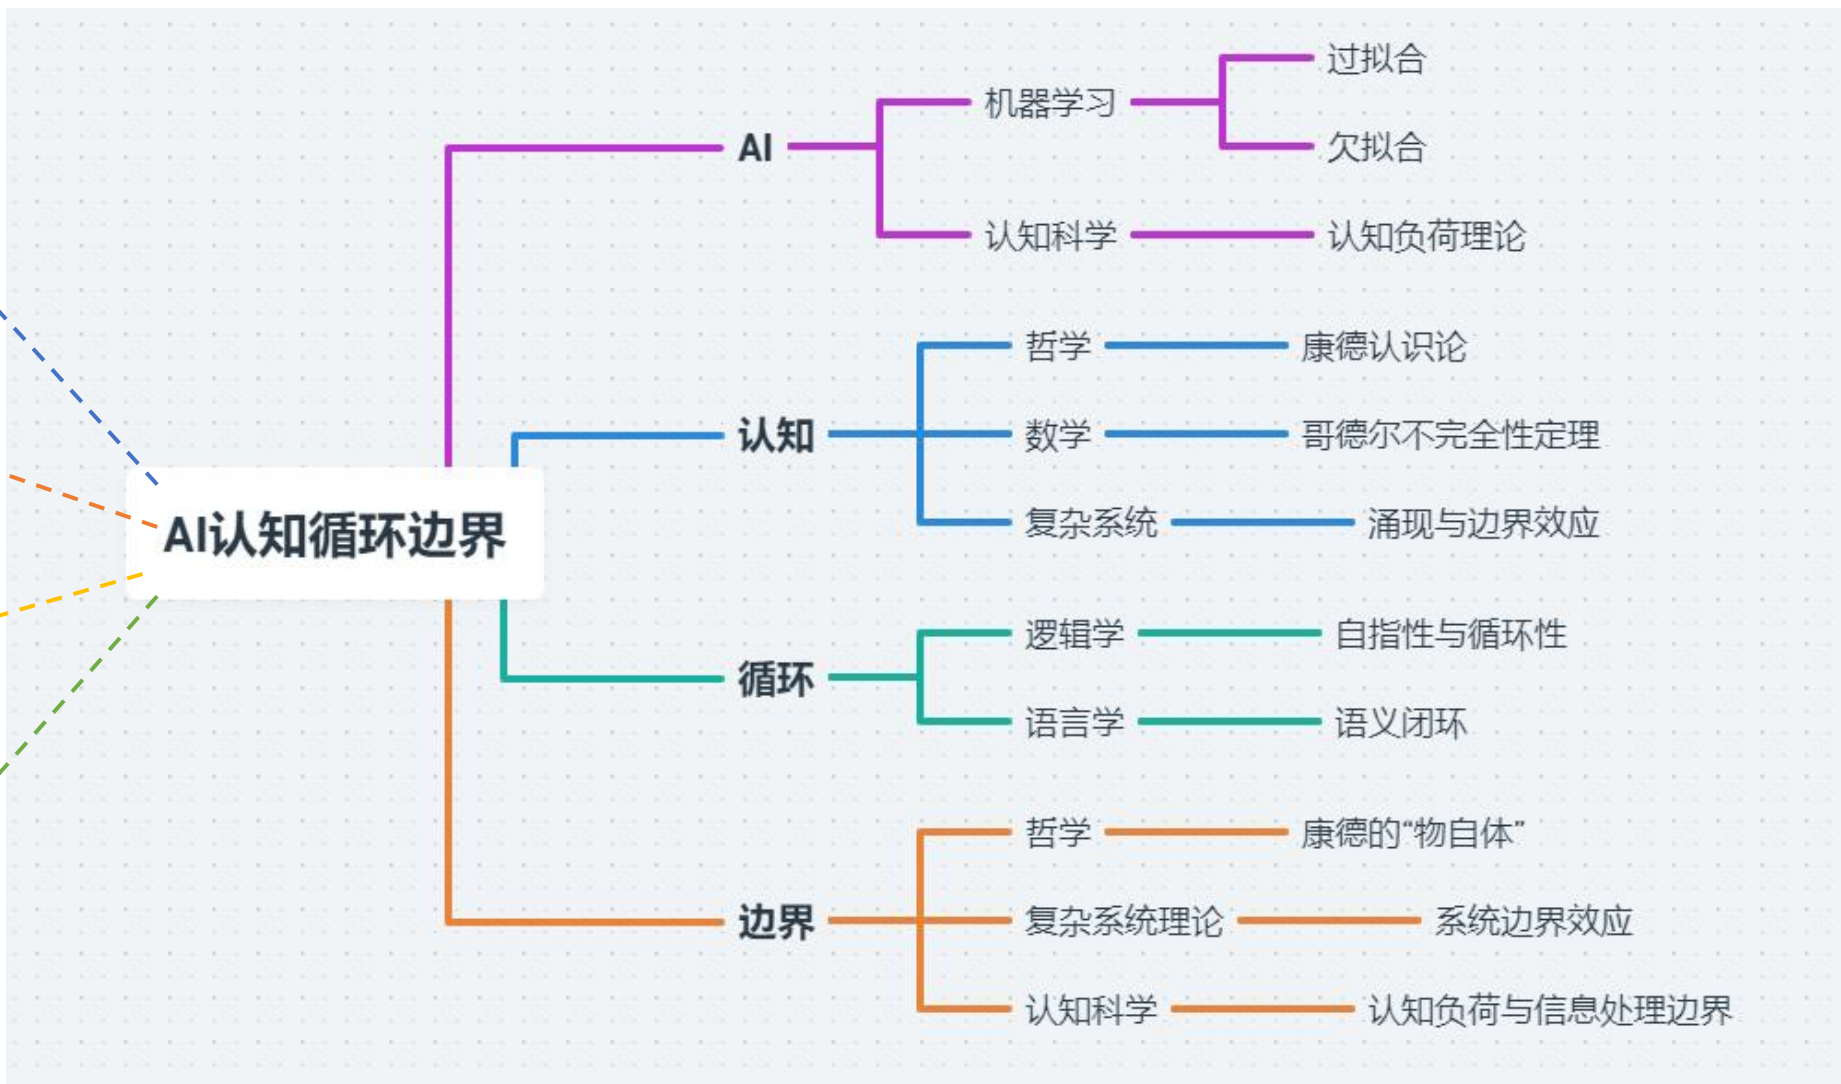 AI认知循环边界
AI
机器学习
过拟合
欠拟合
认知科学
认知负荷理论
认知
哲学
康德认识论
数学
哥德尔不完全性定理
复杂系统
涌现与边界效应
循环
逻辑学
自指性与循环性
语言学
语义闭环
边界
哲学
康德的“物自体”
复杂系统理论
系统边界效应
认知科学
认知负荷与信息处理边界